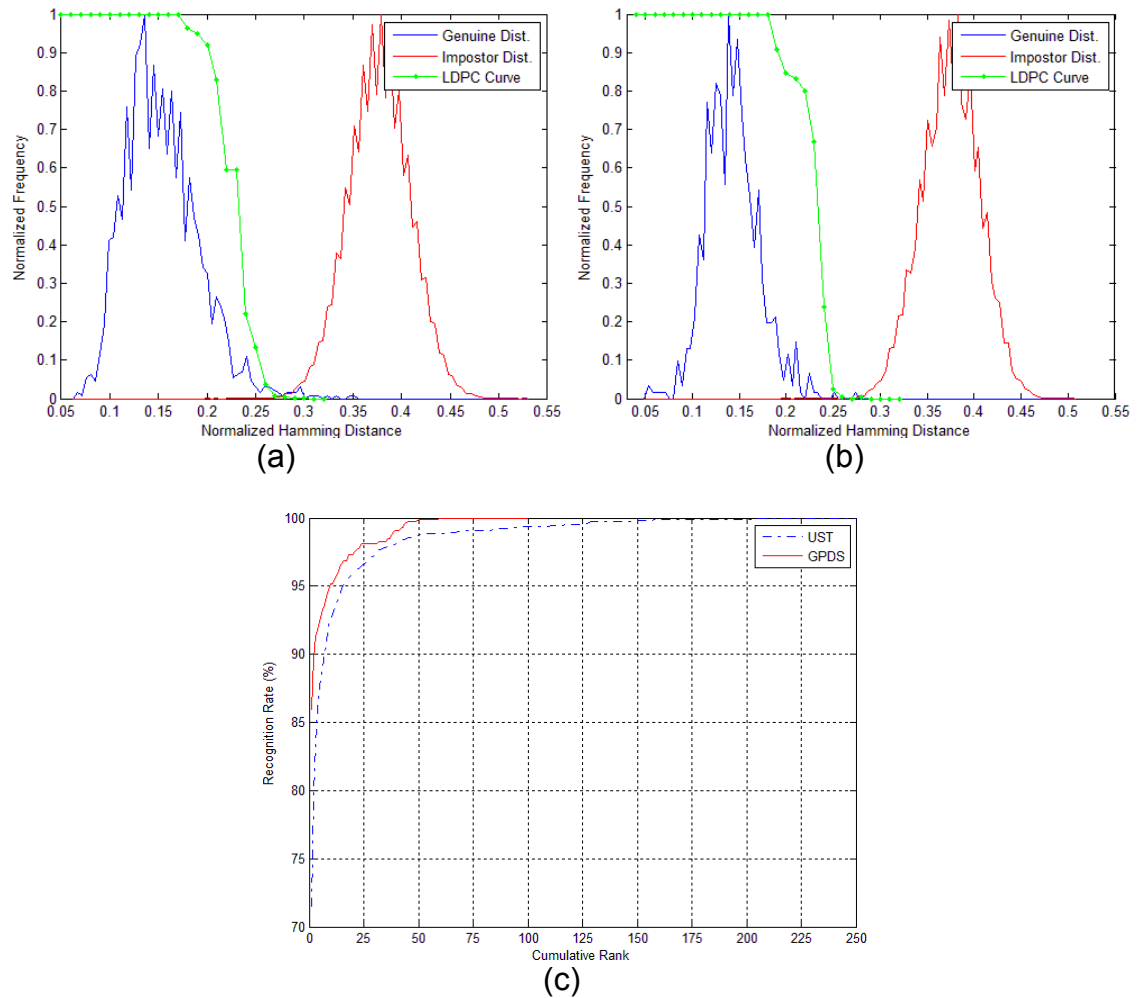 1
0.9
0.8
0.7
0.6
0.5
0.4
0.3
0.2
0.1
0
Normalized Frequency
0.05 0.1 0.15 0.2 0.25 0.3 0.35 0.4 0.45 0.5 0.55
Normalized Hamming Distance
Genuine Dist.
Impostor Dist.
LDPC Curve
(a)
1
0.9
0.8
0.7
0.6
0.5
0.4
0.3
0.2
0.1
0
Normalized Frequency
0.05 0.1 0.15 0.2 0.25 0.3 0.35 0.4 0.45 0.5 0.55
Normalized Hamming Distance
Genuine Dist.
Impostor Dist.
LDPC Curve
(b)
100
95
90
85
80
75
70
Recognition Rate (%)
0 25 50 75 100 125 150 175 200 225 250
Cumulative Rank
UST
GPDS
(c)